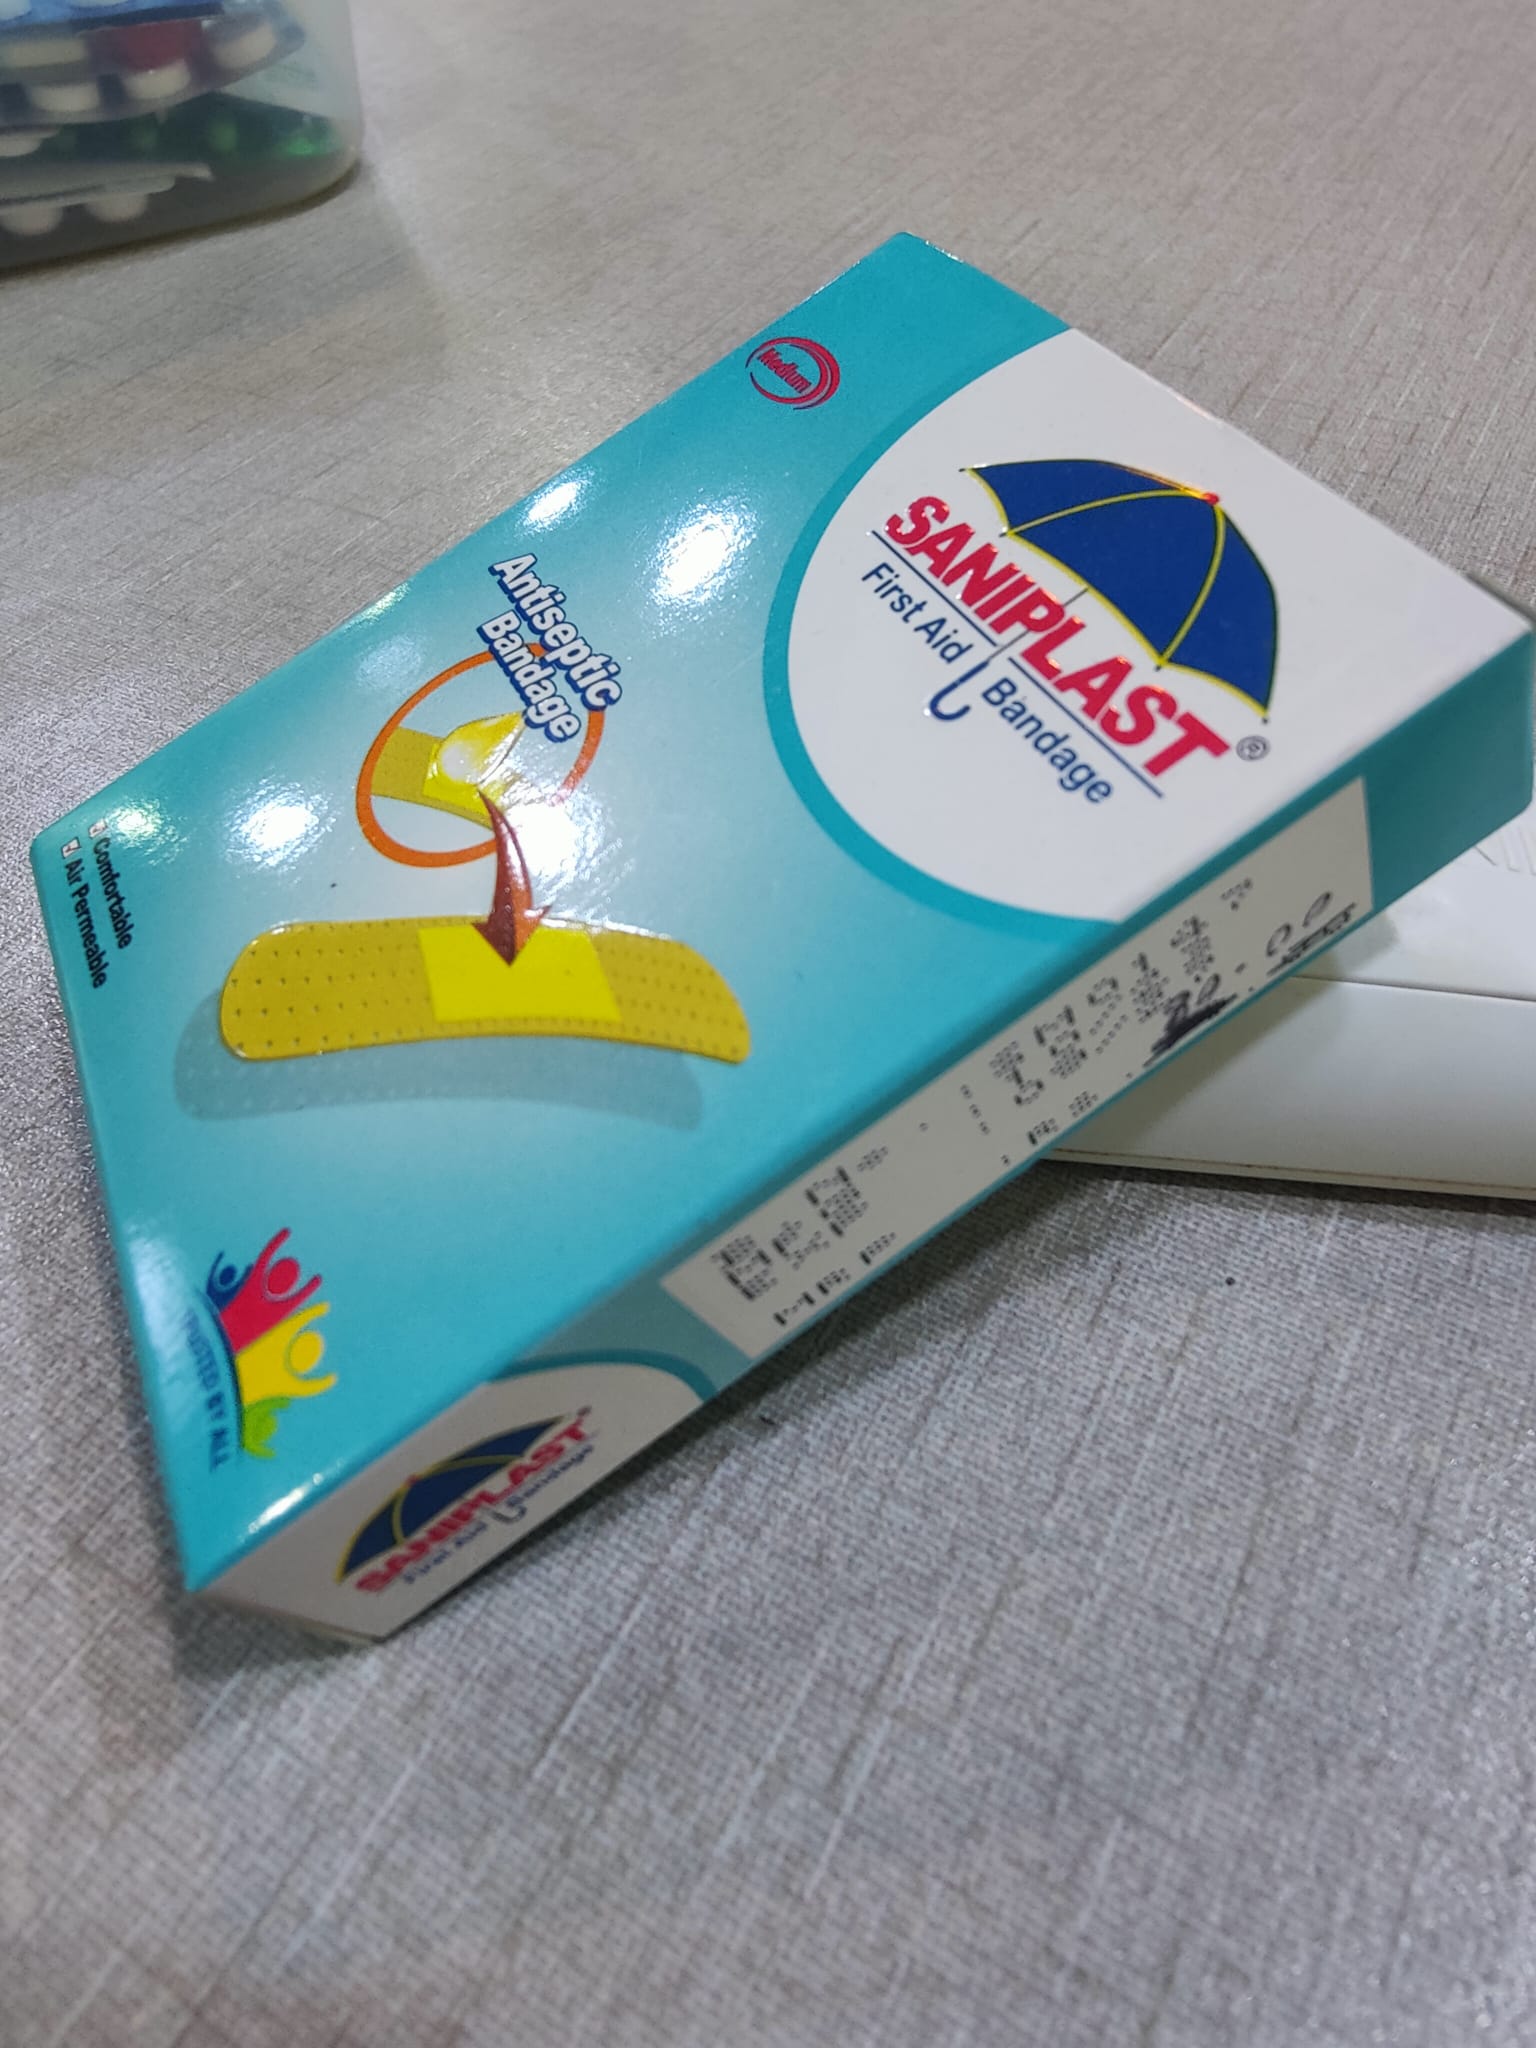 Medium
SANIPLAST®
First Aid Bandage
Antiseptic
Bandage
Comfortable
Air Permeable
TRUSTED BY ALL
SANIPLAST
First Aid Bandage